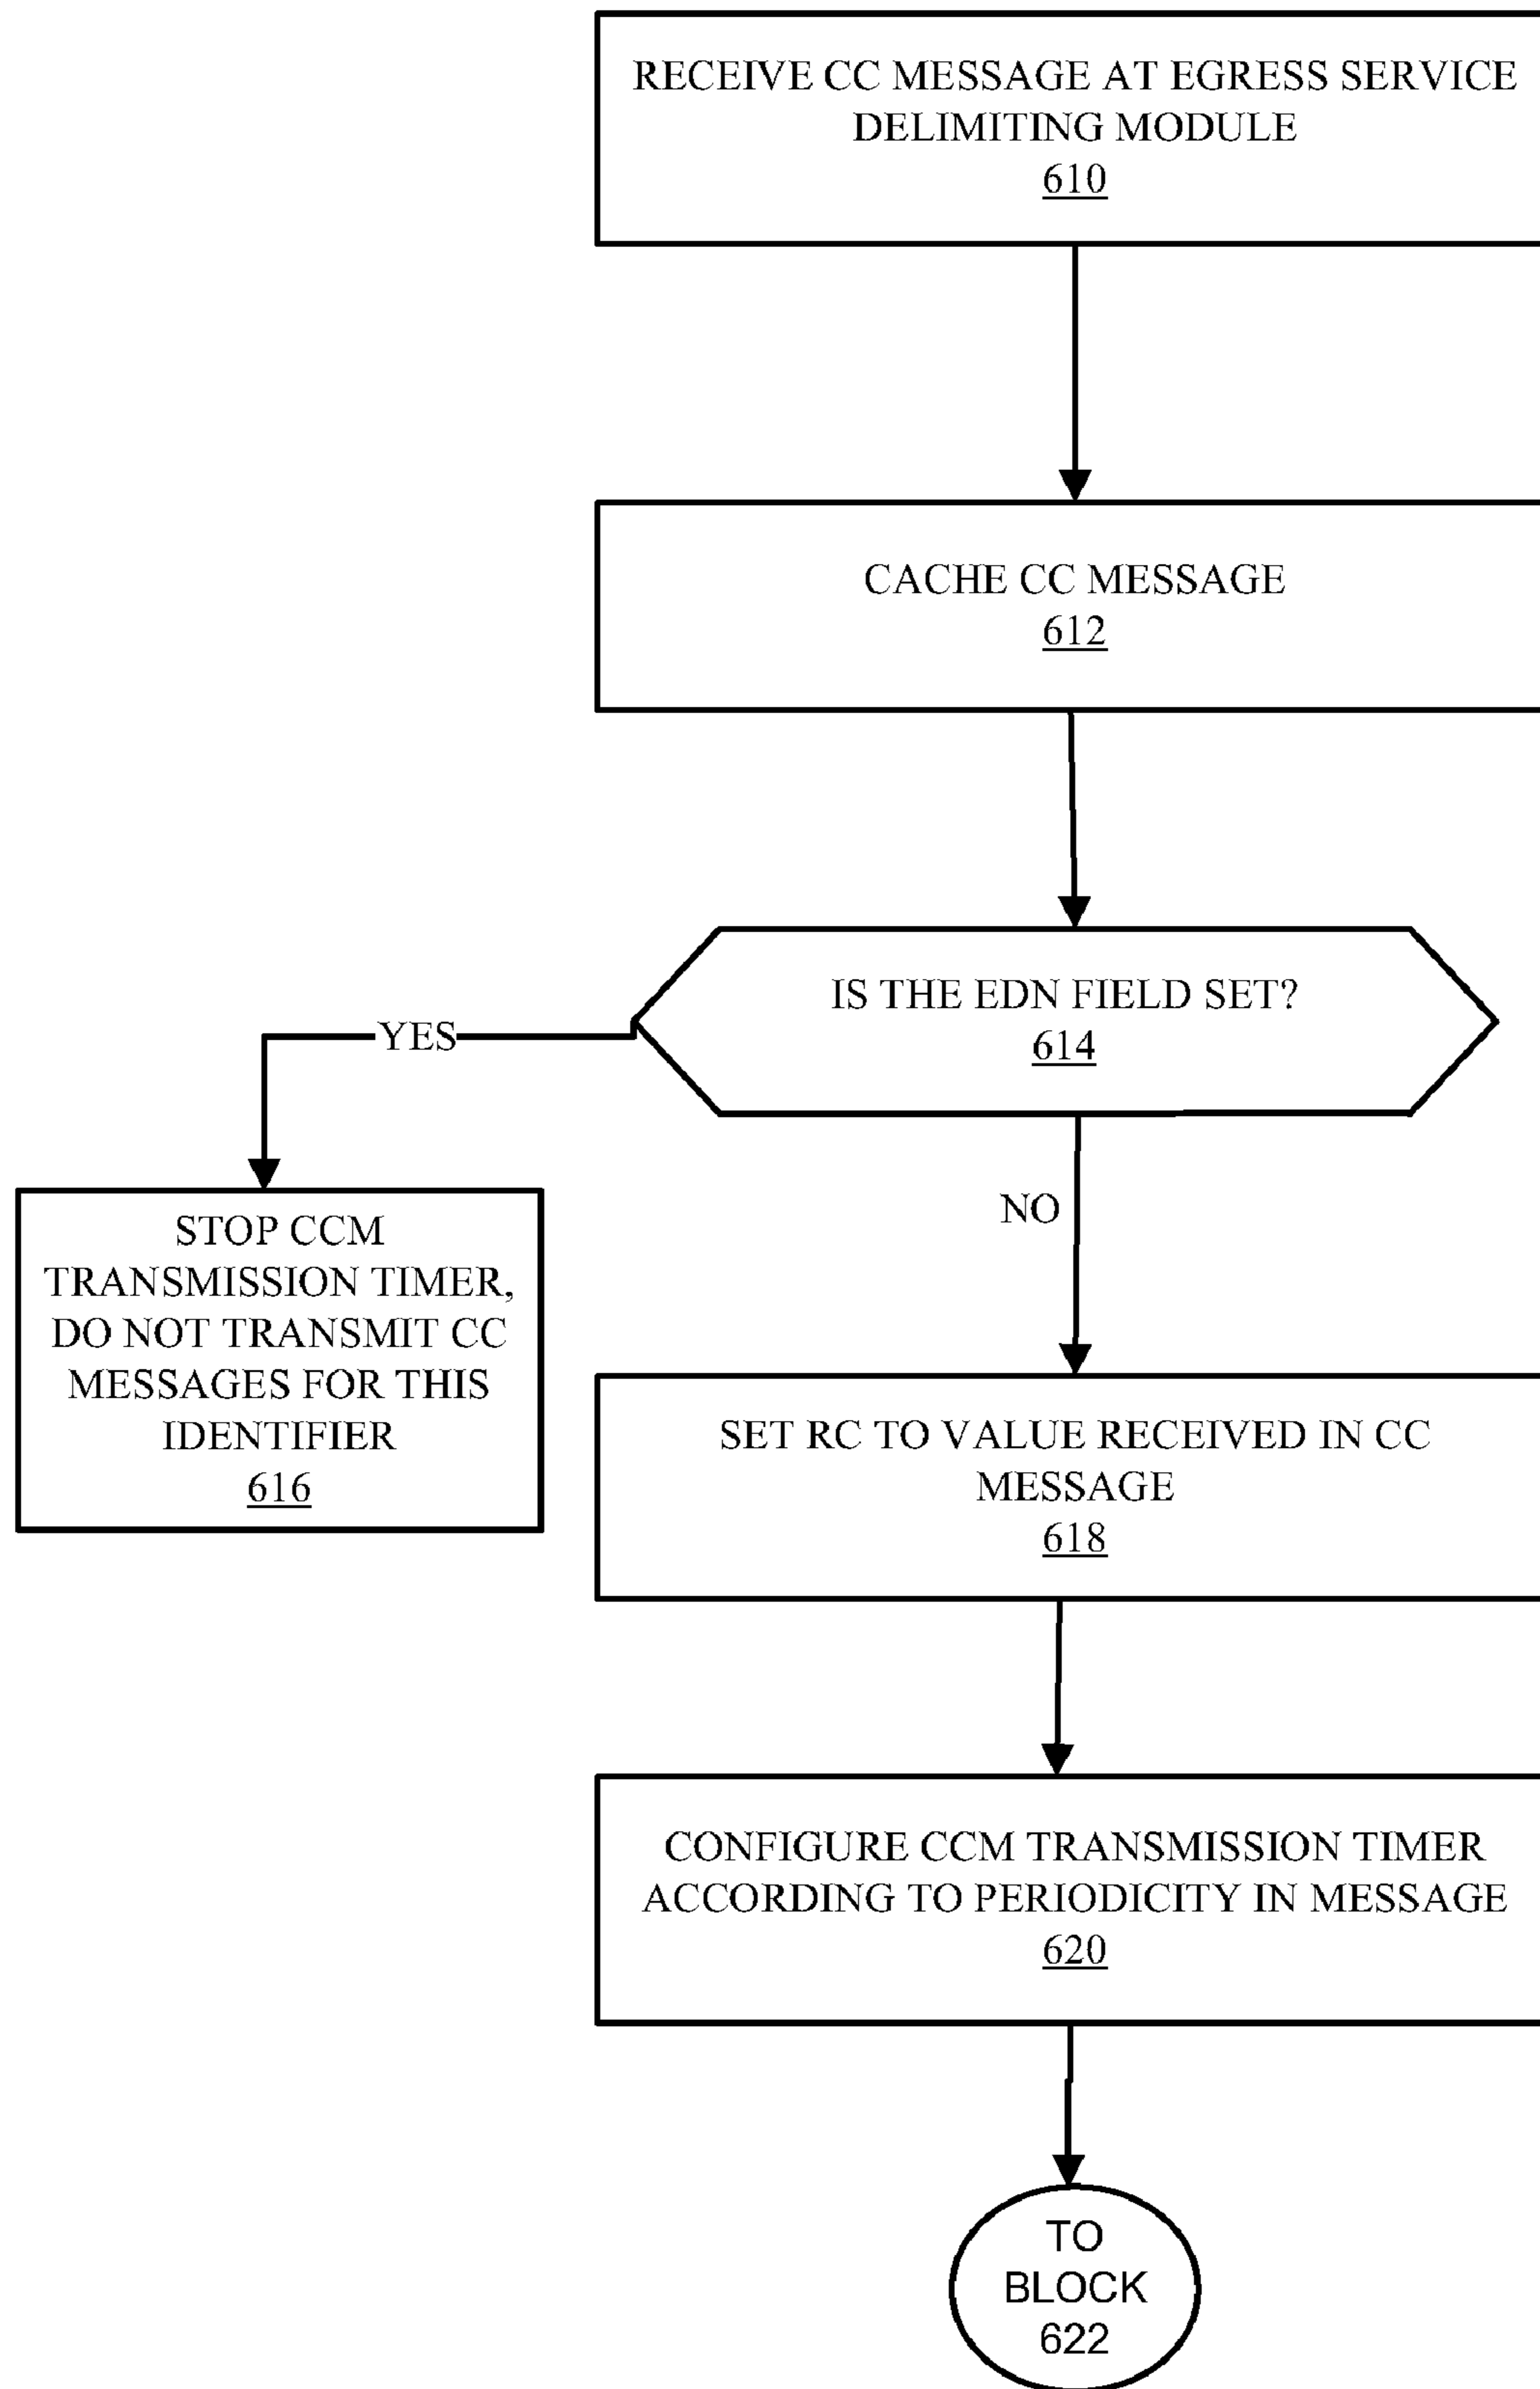 RECEIVE CC MESSAGE AT EGRESS SERVICE
DELIMITING MODULE
610
CACHE CC MESSAGE
612
IS THE EDN FIELD SET?
614
YES
NO
STOP CCM
TRANSMISSION TIMER,
DO NOT TRANSMIT CC
MESSAGES FOR THIS
IDENTIFIER
616
SET RC TO VALUE RECEIVED IN CC
MESSAGE
618
CONFIGURE CCM TRANSMISSION TIMER
ACCORDING TO PERIODICITY IN MESSAGE
620
TO
BLOCK
622